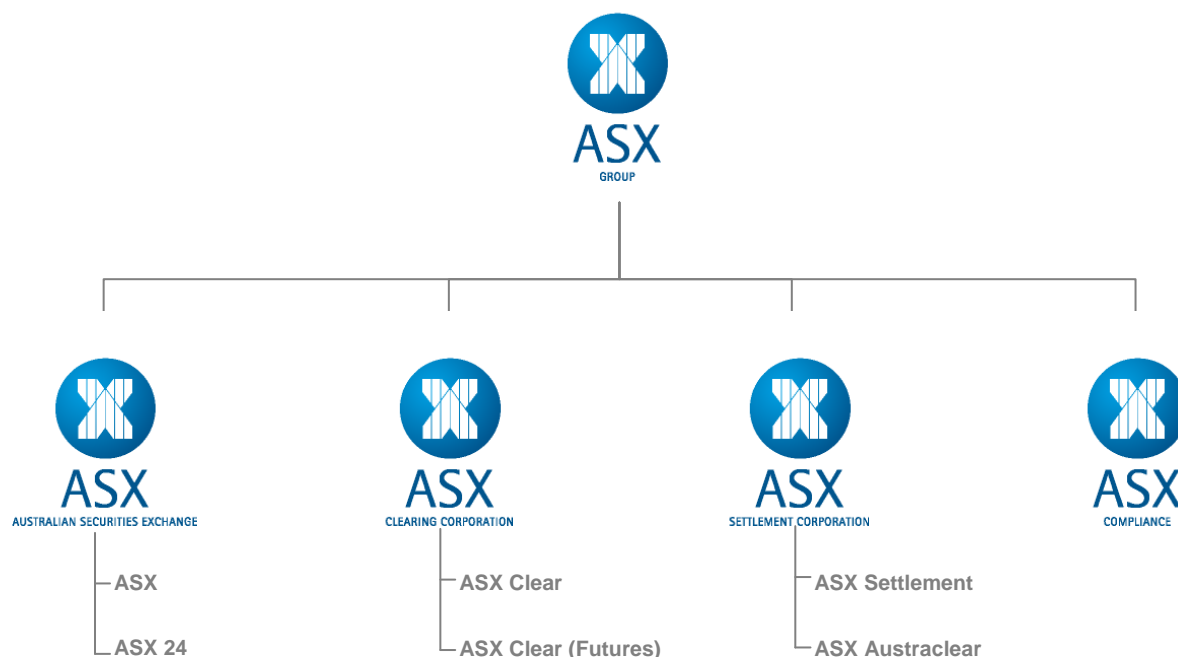 ASX
GROUP
ASX
AUSTRALIAN SECURITIES EXCHANGE
ASX
ASX 24
ASX
CLEARING CORPORATION
ASX Clear
ASX Clear (Futures)
ASX
SETTLEMENT CORPORATION
ASX Settlement
ASX Austraclear
ASX
COMPLIANCE